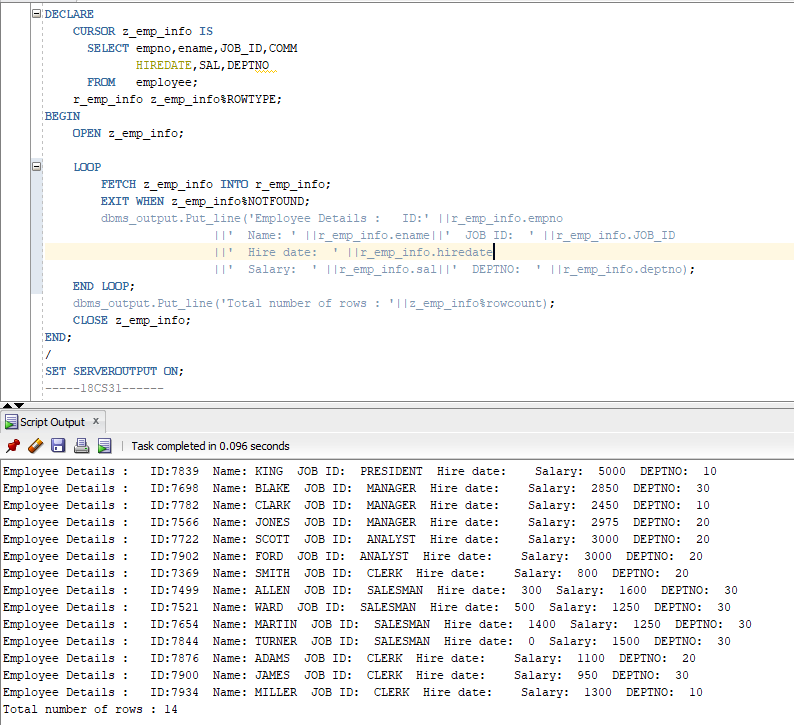 DECLARE
CURSOR z_emp_info IS
SELECT empno,ename,JOB_ID,COMM
HIREDATE,SAL,DEPTNO
FROM employee;
r_emp_info z_emp_info%ROWTYPE;
BEGIN
OPEN z_emp_info;
LOOP
FETCH z_emp_info INTO r_emp_info;
EXIT WHEN z_emp_info%NOTFOUND;
dbms_output.Put_line('Employee Details :   ID:' ||r_emp_info.empno
||'  Name: ' ||r_emp_info.ename||'  JOB ID:  ' ||r_emp_info.JOB_ID
||'  Hire date:  ' ||r_emp_info.hiredate
||'  Salary:  ' ||r_emp_info.sal||'  DEPTNO:  ' ||r_emp_info.deptno);
END LOOP;
dbms_output.Put_line('Total number of rows : '||z_emp_info%rowcount);
CLOSE z_emp_info;
END;
/
SET SERVEROUTPUT ON;
-----18CS31------
Script Output x
Task completed in 0.096 seconds
Employee Details :   ID:7839  Name: KING  JOB ID:  PRESIDENT  Hire date:    Salary:  5000  DEPTNO:  10
Employee Details :   ID:7698  Name: BLAKE  JOB ID:  MANAGER  Hire date:    Salary:  2850  DEPTNO:  30
Employee Details :   ID:7782  Name: CLARK  JOB ID:  MANAGER  Hire date:    Salary:  2450  DEPTNO:  10
Employee Details :   ID:7566  Name: JONES  JOB ID:  MANAGER  Hire date:    Salary:  2975  DEPTNO:  20
Employee Details :   ID:7722  Name: SCOTT  JOB ID:  ANALYST  Hire date:    Salary:  3000  DEPTNO:  20
Employee Details :   ID:7902  Name: FORD  JOB ID:  ANALYST  Hire date:    Salary:  3000  DEPTNO:  20
Employee Details :   ID:7369  Name: SMITH  JOB ID:  CLERK  Hire date:    Salary:  800  DEPTNO:  20
Employee Details :   ID:7499  Name: ALLEN  JOB ID:  SALESMAN  Hire date:  300  Salary:  1600  DEPTNO:  30
Employee Details :   ID:7521  Name: WARD  JOB ID:  SALESMAN  Hire date:  500  Salary:  1250  DEPTNO:  30
Employee Details :   ID:7654  Name: MARTIN  JOB ID:  SALESMAN  Hire date:  1400  Salary:  1250  DEPTNO:  30
Employee Details :   ID:7844  Name: TURNER  JOB ID:  SALESMAN  Hire date:  0  Salary:  1500  DEPTNO:  30
Employee Details :   ID:7876  Name: ADAMS  JOB ID:  CLERK  Hire date:    Salary:  1100  DEPTNO:  20
Employee Details :   ID:7900  Name: JAMES  JOB ID:  CLERK  Hire date:    Salary:  950  DEPTNO:  30
Employee Details :   ID:7934  Name: MILLER  JOB ID:  CLERK  Hire date:    Salary:  1300  DEPTNO:  10
Total number of rows : 14